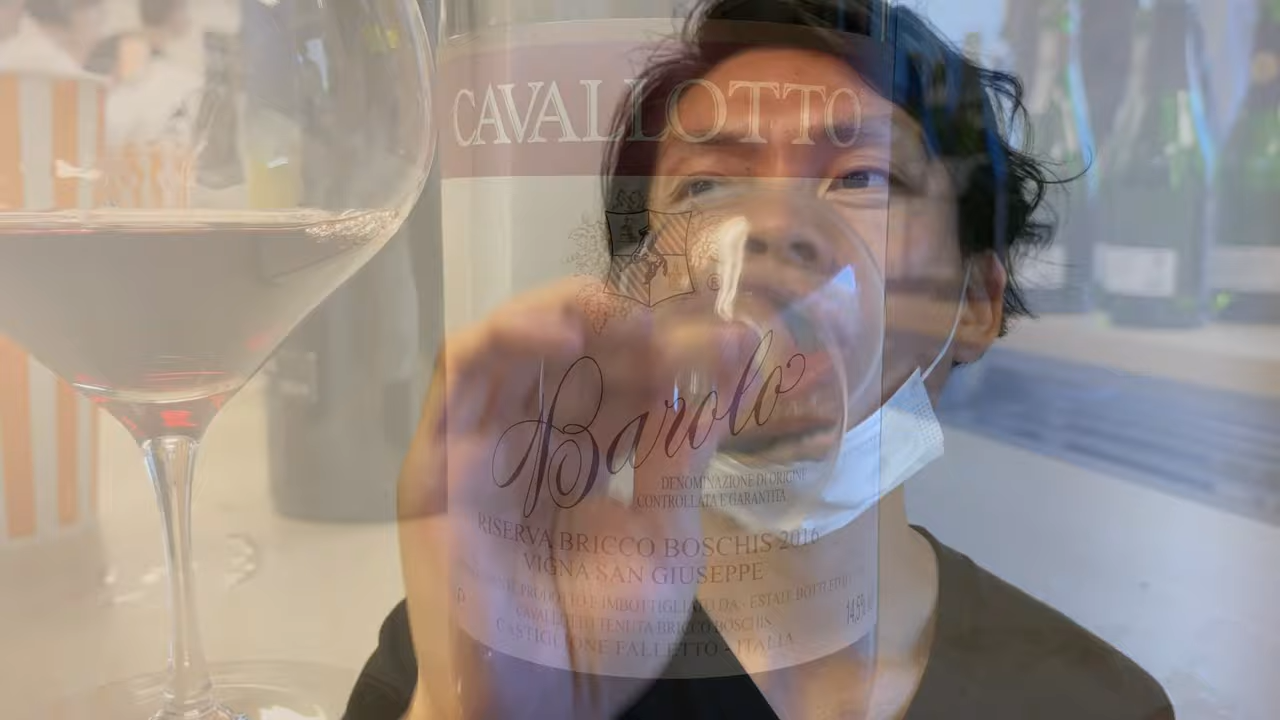 CAVALLOTTO
®
Barolo
DENOMINAZIONE DI ORIGINE
CONTROLLATA E GARANTITA
RISERVA BRICCO BOSCHIS 2016
VIGNA SAN GIUSEPPE
PRODOTTO E IMBOTTIGLIATO DA - ESTATE BOTTLED
CAVALLOTTO TENUTA BRICCO BOSCHIS
CASTIGLIONE FALLETTO - ITALIA
14,5%